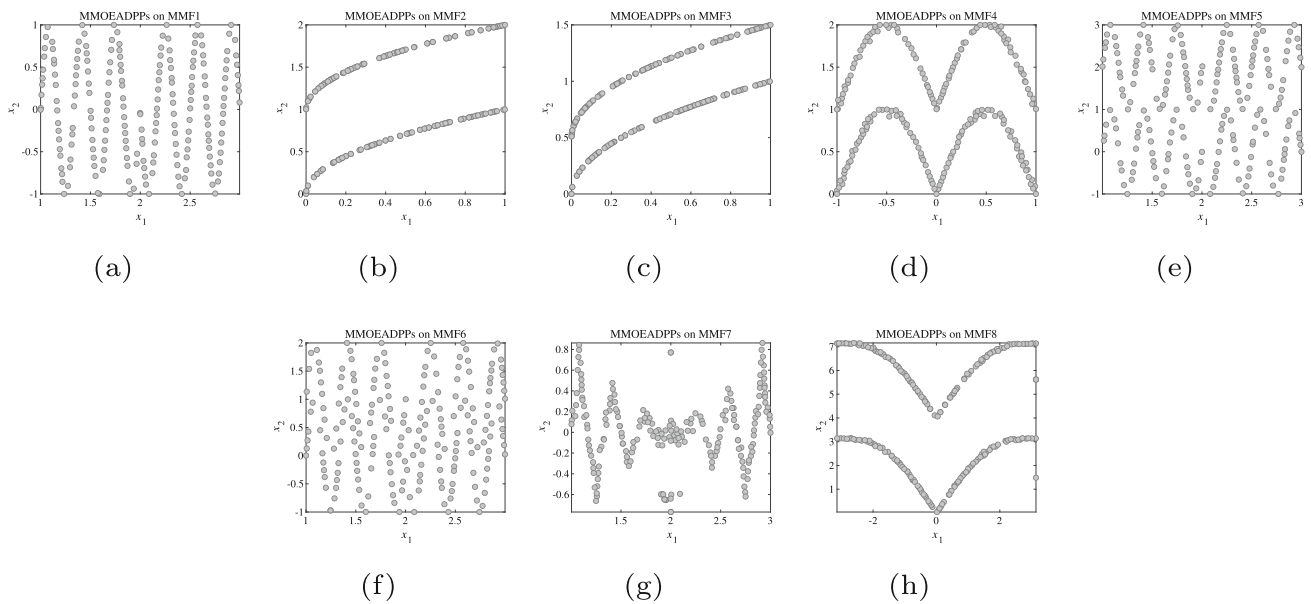 MMOEADPPs on MMF1
1
0.5
0
-0.5
-1
x2
1
1.5
2
2.5
x1
(a)
MMOEADPPs on MMF2
2
1.5
1
0.5
0
x2
0
0.2
0.4
0.6
0.8
1
x1
(b)
MMOEADPPs on MMF3
1.5
1
0.5
0
x2
0
0.2
0.4
0.6
0.8
1
x1
(c)
MMOEADPPs on MMF4
2
1.5
1
0.5
0
x2
-1
-0.5
0
0.5
1
x1
(d)
MMOEADPPs on MMF5
3
2
1
0
-1
x2
1.5
2
2.5
3
x1
(e)
MMOEADPPs on MMF6
2
1.5
1
0.5
0
-0.5
-1
x2
1
1.5
2
2.5
x1
(f)
MMOEADPPs on MMF7
0.8
0.6
0.4
0.2
0
-0.2
-0.4
-0.6
x2
1.5
2
2.5
3
x1
(g)
MMOEADPPs on MMF8
7
6
5
4
3
2
1
x2
-2
0
2
x1
(h)